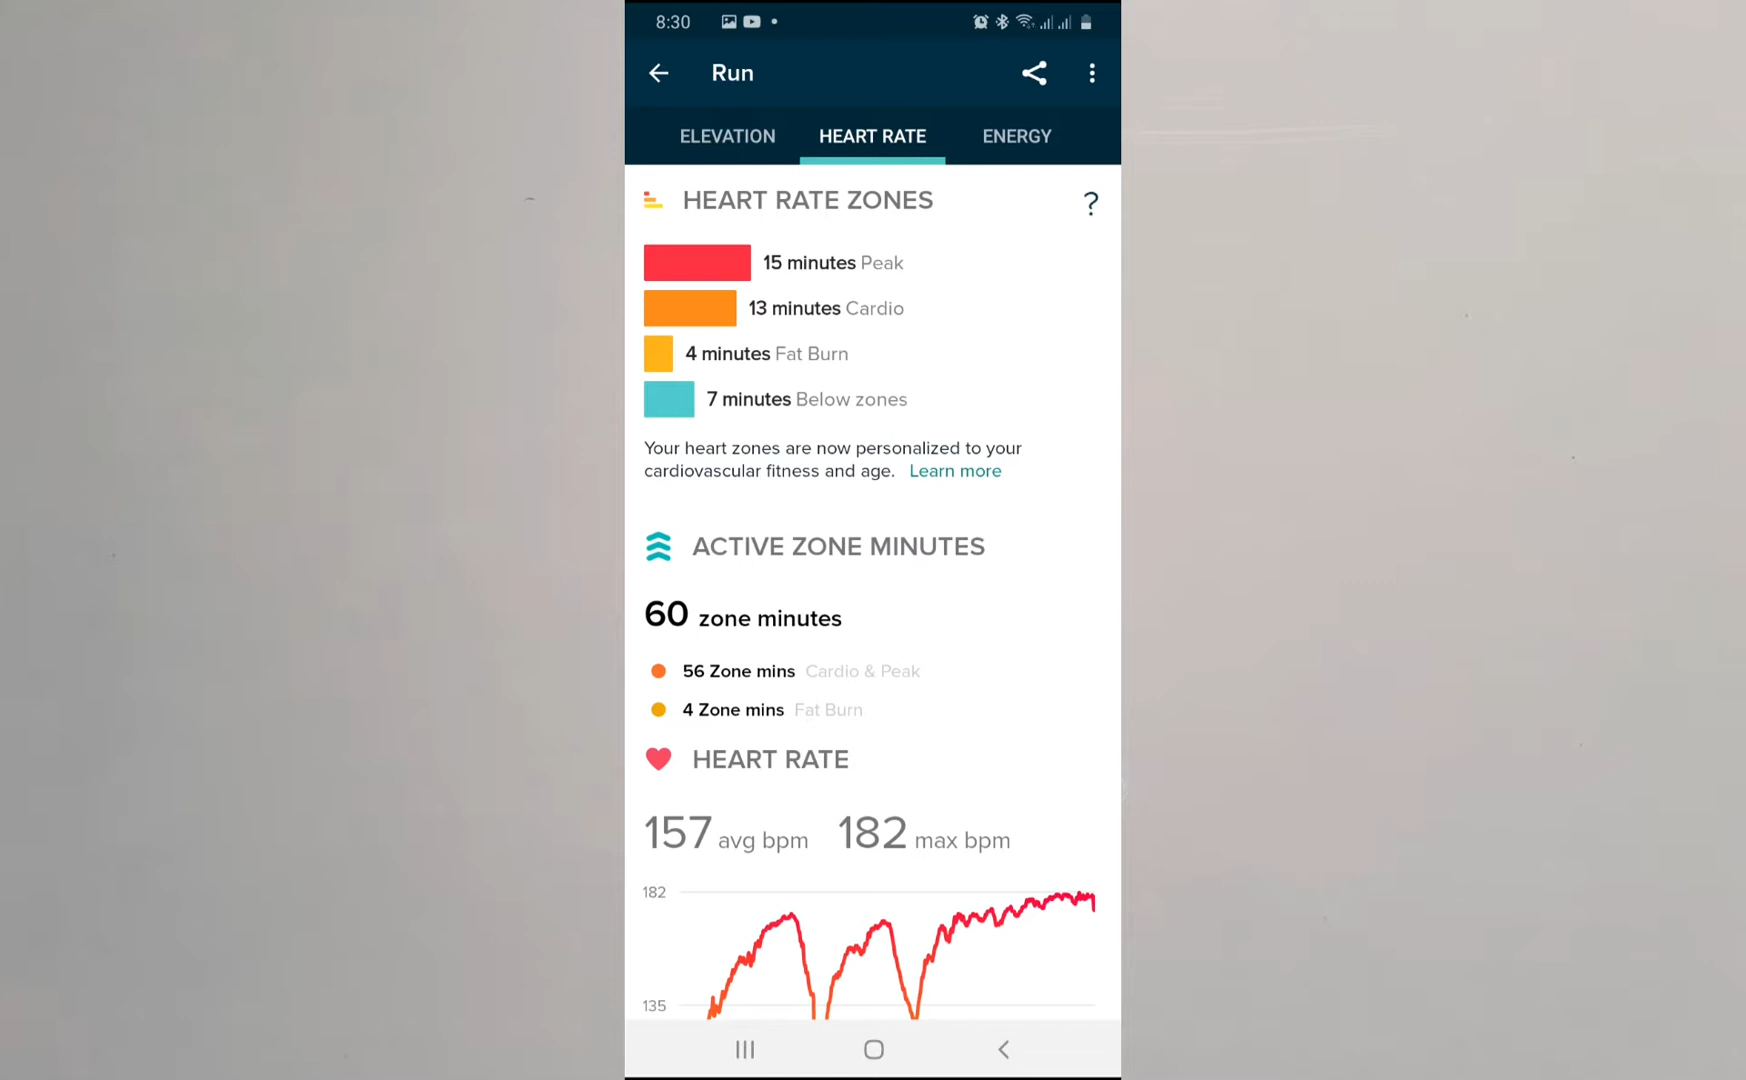 8:30
Run
ELEVATION HEART RATE ENERGY
HEART RATE ZONES ?
15 minutes Peak
13 minutes Cardio
4 minutes Fat Burn
7 minutes Below zones
Your heart zones are now personalized to your
cardiovascular fitness and age. Learn more
ACTIVE ZONE MINUTES
60 zone minutes
56 Zone mins Cardio & Peak
4 Zone mins Fat Burn
HEART RATE
157 avg bpm 182 max bpm
182
135